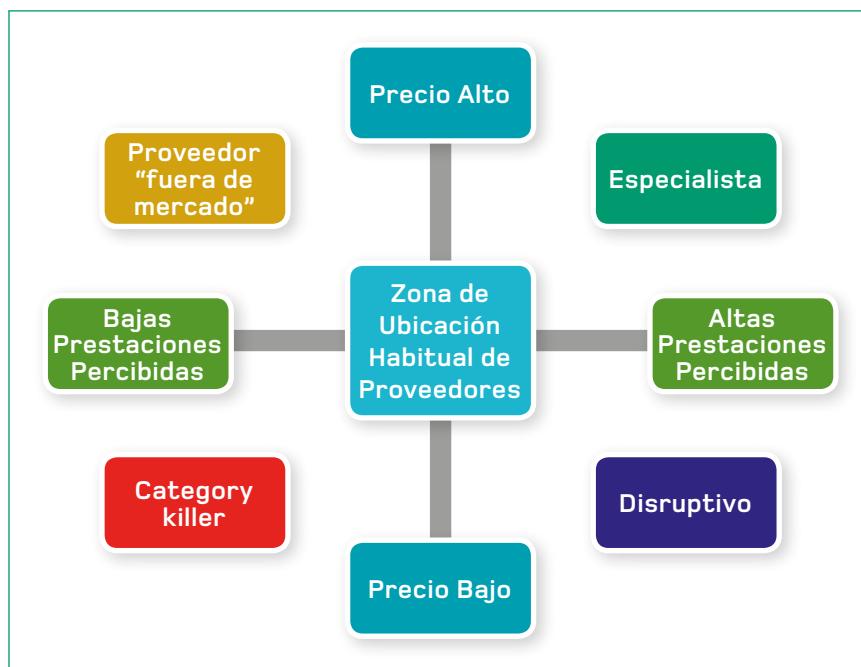 Precio Alto
Proveedor
“fuera de
mercado”
Especialista
Zona de
Ubicación
Habitual de
Proveedores
Bajas
Prestaciones
Percibidas
Altas
Prestaciones
Percibidas
Category
killer
Disruptivo
Precio Bajo